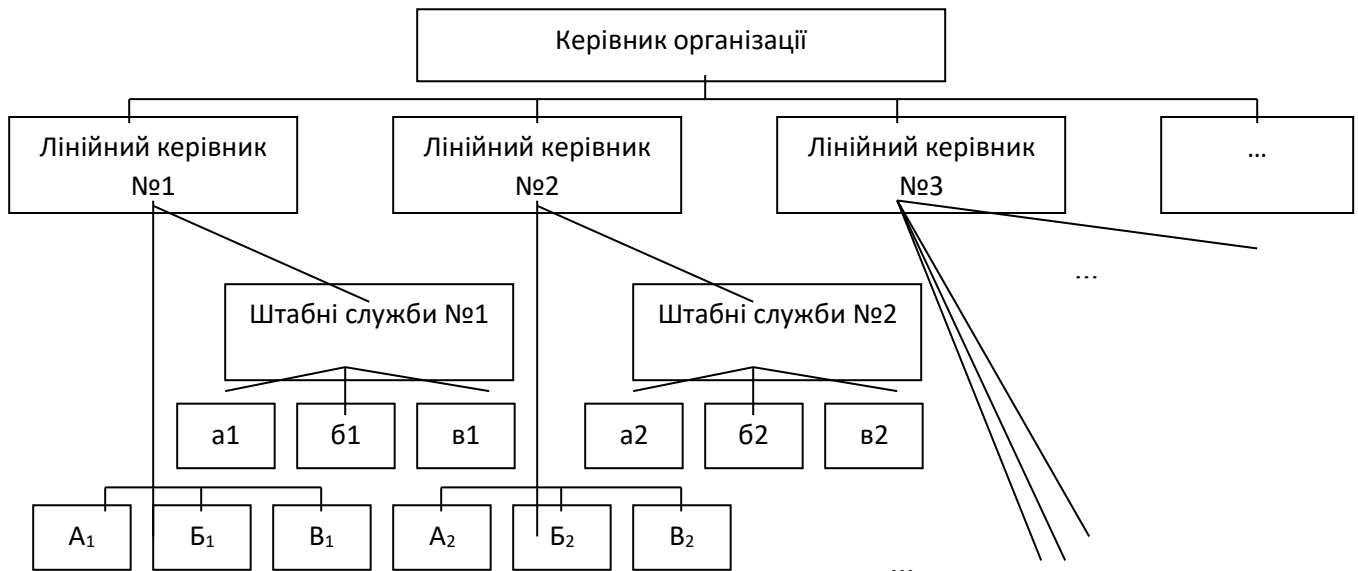 Керівник організації
Лінійний керівник
№1
Лінійний керівник
№2
Лінійний керівник
№3
...
...
Штабні служби №1
Штабні служби №2
а1
б1
в1
а2
б2
в2
А₁
Б₁
В₁
А₂
Б₂
В₂
...